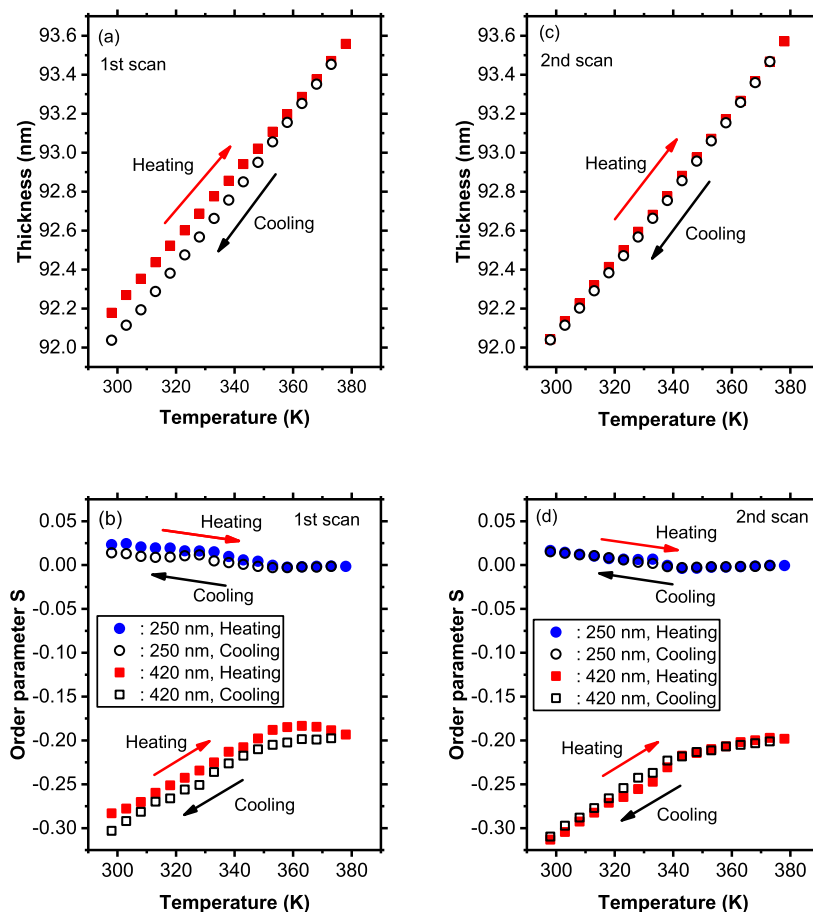 (a)
1st scan
Heating
Cooling
Thickness (nm)
93.6
93.4
93.2
93.0
92.8
92.6
92.4
92.2
92.0
300 320 340 360 380
Temperature (K)
(c)
2nd scan
Heating
Cooling
Thickness (nm)
93.6
93.4
93.2
93.0
92.8
92.6
92.4
92.2
92.0
300 320 340 360 380
Temperature (K)
(b)
1st scan
Heating
Cooling
: 250 nm, Heating
: 250 nm, Cooling
: 420 nm, Heating
: 420 nm, Cooling
Heating
Cooling
Order parameter S
0.05
0.00
-0.05
-0.10
-0.15
-0.20
-0.25
-0.30
300 320 340 360 380
Temperature (K)
(d)
2nd scan
Heating
Cooling
: 250 nm, Heating
: 250 nm, Cooling
: 420 nm, Heating
: 420 nm, Cooling
Heating
Cooling
Order parameter S
0.05
0.00
-0.05
-0.10
-0.15
-0.20
-0.25
-0.30
300 320 340 360 380
Temperature (K)